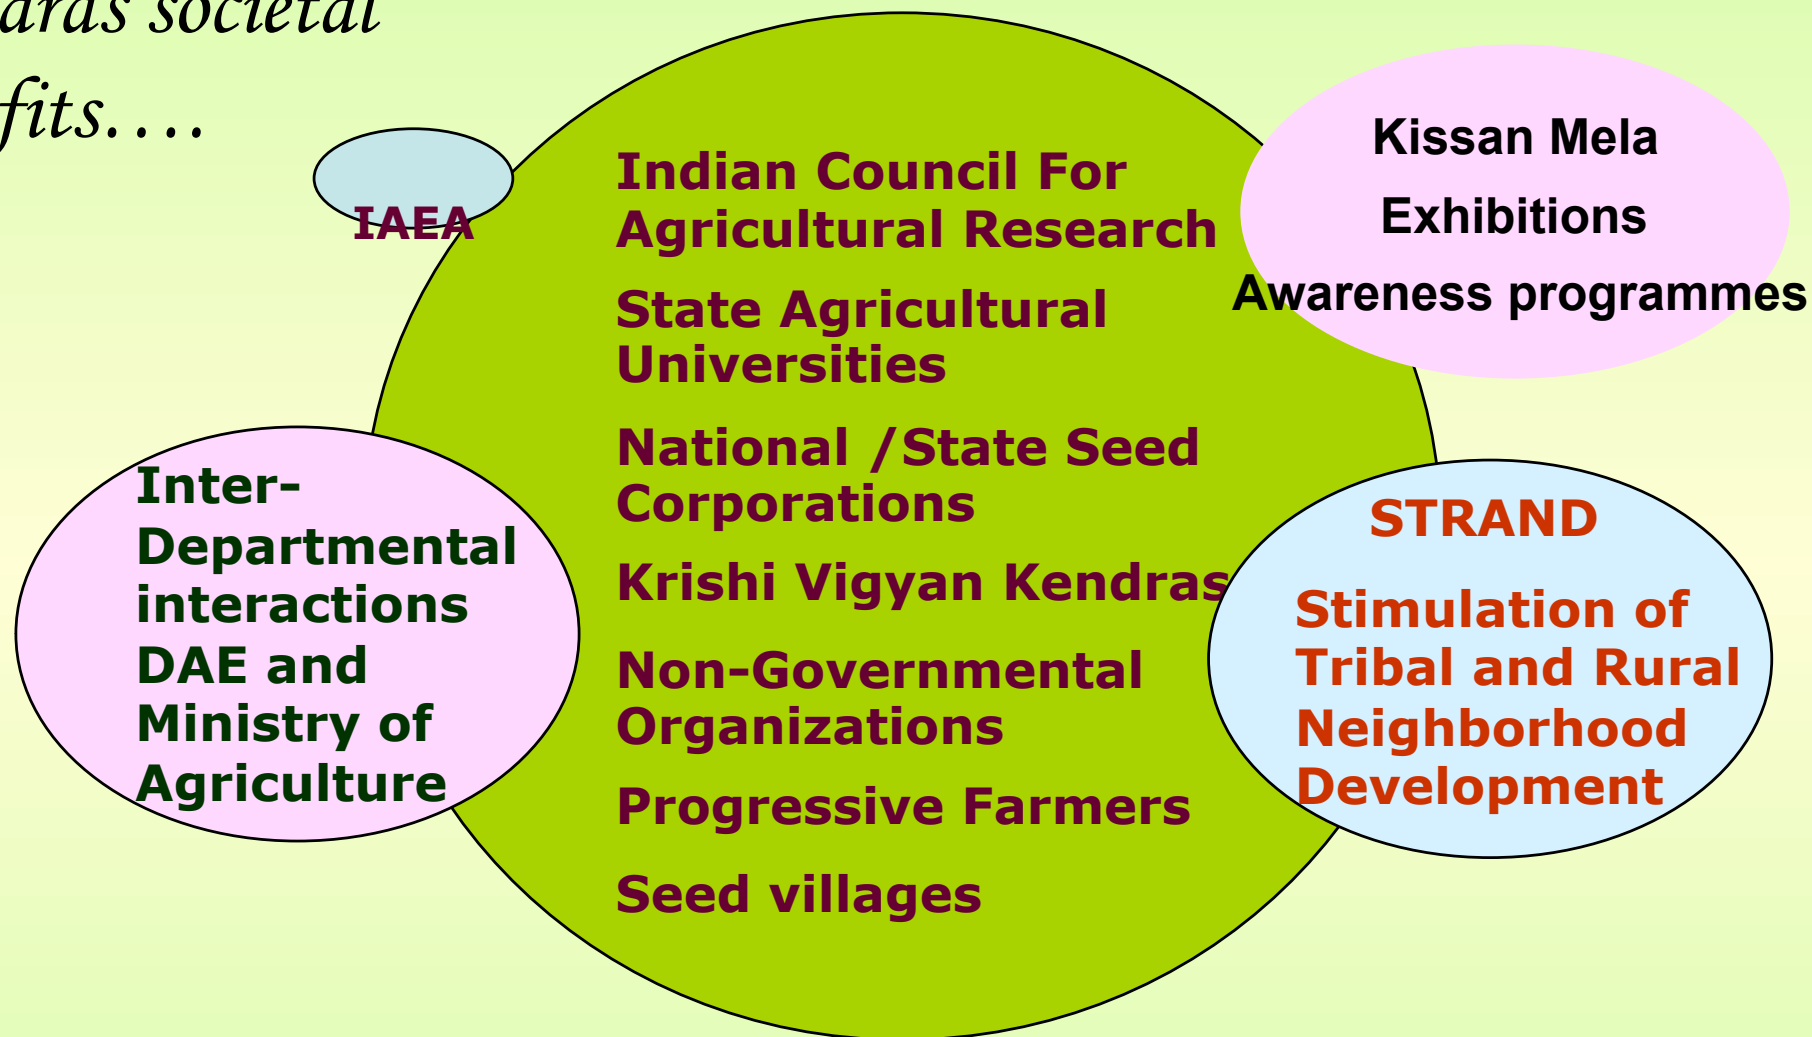 ards societal
fits....
IAEA
Indian Council For
Agricultural Research
State Agricultural
Universities
National /State Seed
Corporations
Krishi Vigyan Kendras
Non-Governmental
Organizations
Progressive Farmers
Seed villages
Kissan Mela
Exhibitions
Awareness programmes
Inter-
Departmental
interactions
DAE and
Ministry of
Agriculture
STRAND
Stimulation of
Tribal and Rural
Neighborhood
Development